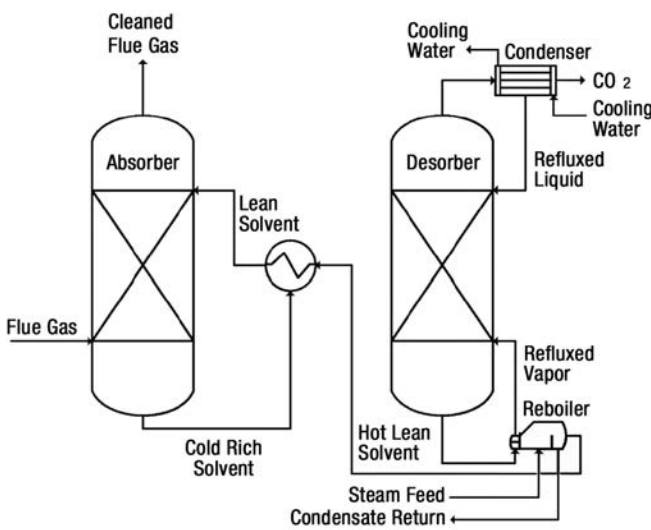 Cleaned
Flue Gas
Cooling
Water
Condenser
CO 2
Cooling
Water
Absorber
Desorber
Refluxed
Liquid
Lean
Solvent
Flue Gas
Refluxed
Vapor
Reboiler
Cold Rich
Solvent
Hot Lean
Solvent
Steam Feed
Condensate Return